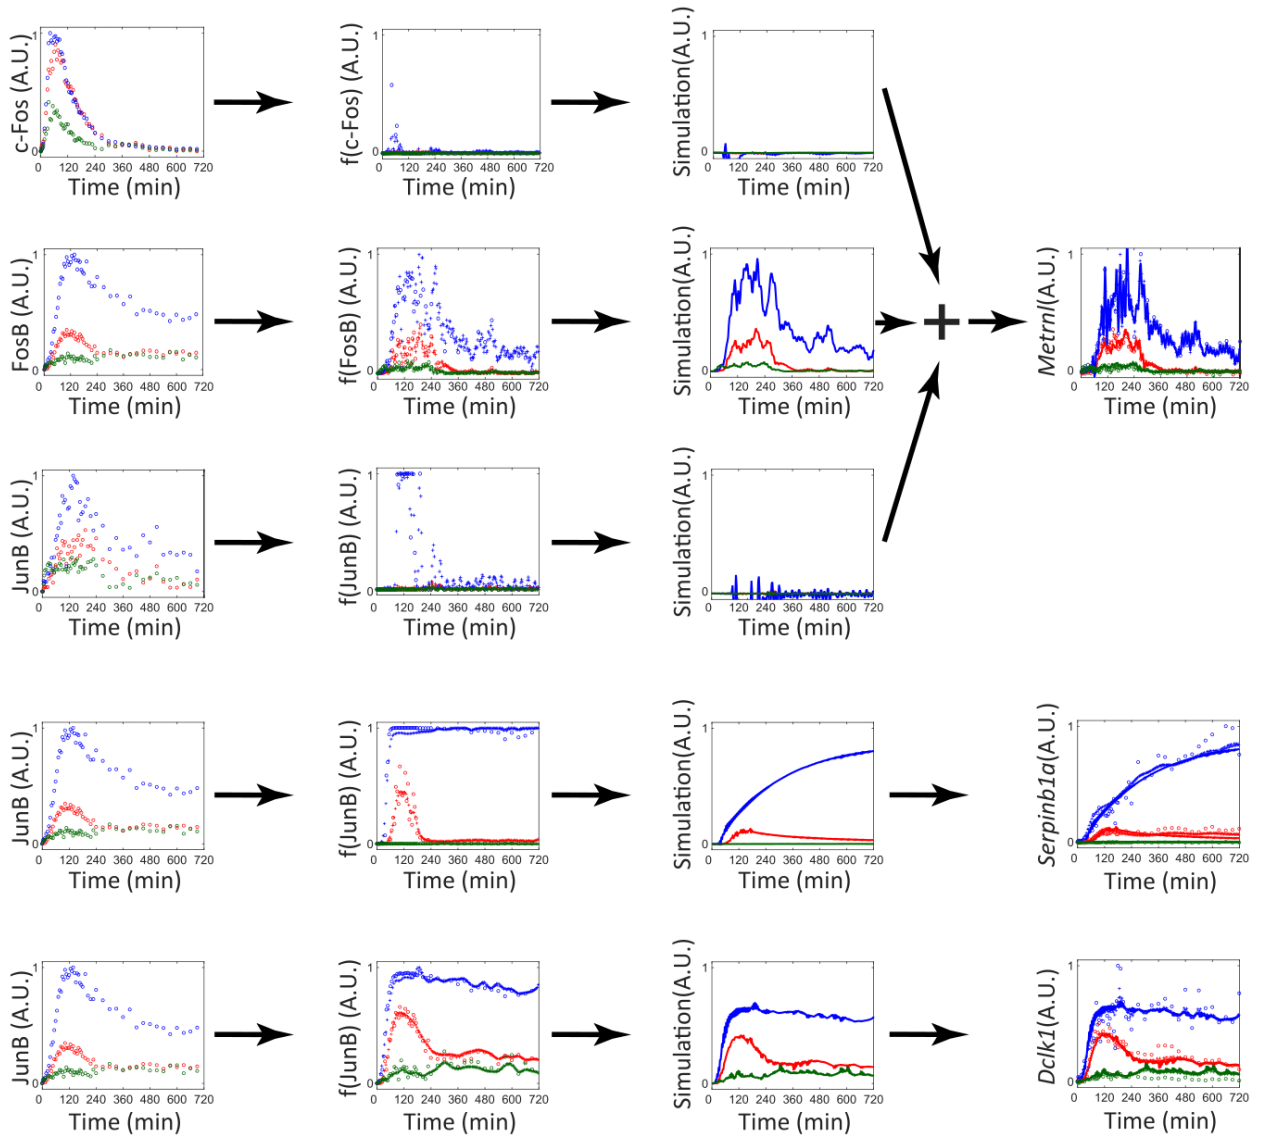 c-Fos (A.U.)
1
0
0 120 240 360 480 600 720
Time (min)
f(c-Fos) (A.U.)
1
0
0 120 240 360 480 600 720
Time (min)
Simulation(A.U.)
1
0
0 120 240 360 480 600 720
Time (min)
FosB (A.U.)
1
0
0 120 240 360 480 600 720
Time (min)
f(FosB) (A.U.)
1
0
0 120 240 360 480 600 720
Time (min)
Simulation(A.U.)
1
0
0 120 240 360 480 600 720
Time (min)
+
Metrnl(A.U.)
1
0
0 120 240 360 480 600 720
Time (min)
JunB (A.U.)
1
0
0 120 240 360 480 600 720
Time (min)
f(JunB) (A.U.)
1
0
0 120 240 360 480 600 720
Time (min)
Simulation(A.U.)
1
0
0 120 240 360 480 600 720
Time (min)
JunB (A.U.)
1
0
0 120 240 360 480 600 720
Time (min)
f(JunB) (A.U.)
1
0
0 120 240 360 480 600 720
Time (min)
Simulation(A.U.)
1
0
0 120 240 360 480 600 720
Time (min)
Serpinb1a(A.U.)
1
0
0 120 240 360 480 600 720
Time (min)
JunB (A.U.)
1
0
0 120 240 360 480 600 720
Time (min)
f(JunB) (A.U.)
1
0
0 120 240 360 480 600 720
Time (min)
Simulation(A.U.)
1
0
0 120 240 360 480 600 720
Time (min)
Dclk1(A.U.)
1
0
0 120 240 360 480 600 720
Time (min)